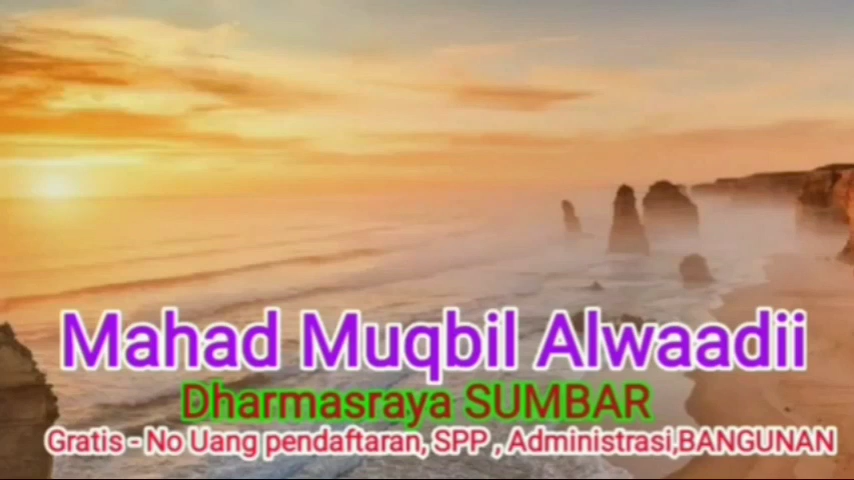 Mahad Muqbil Alwaadii
Dharmasraya SUMBAR
Gratis - No Uang pendaftaran, SPP , Administrasi,BANGUNAN